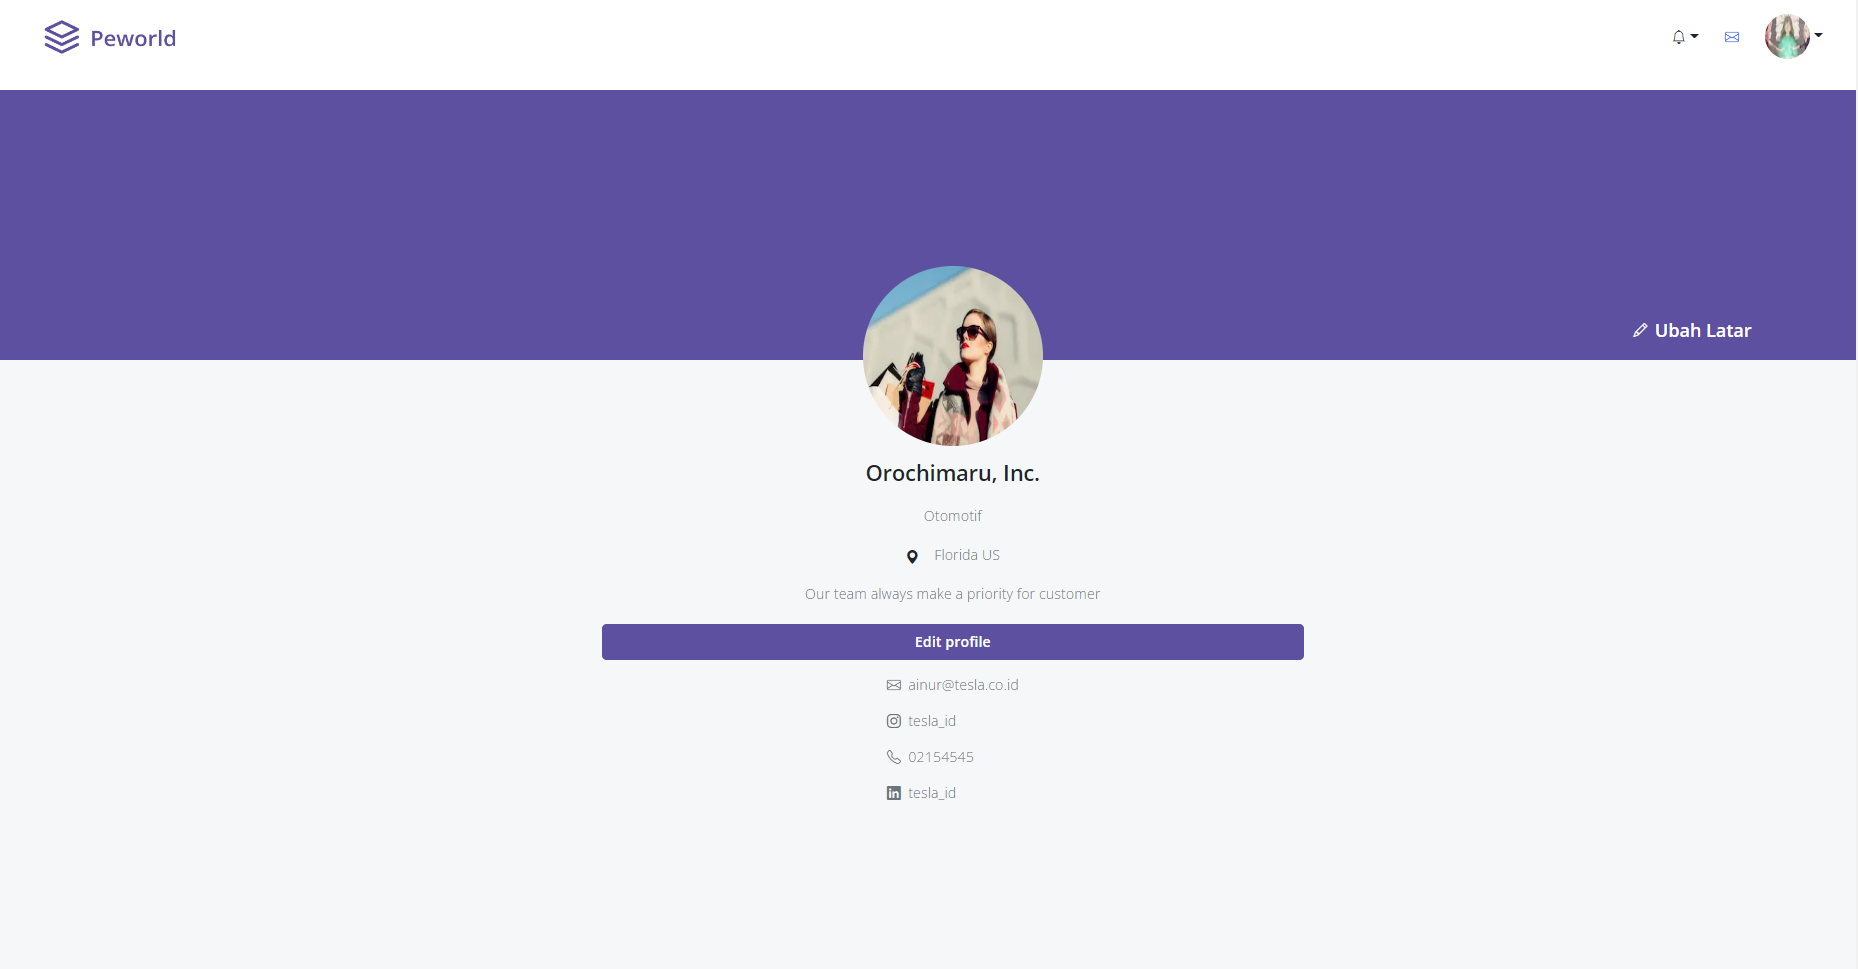 Peworld
Ubah Latar
Orochimaru, Inc.
Otomotif
Florida US
Our team always make a priority for customer
Edit profile
ainur@tesla.co.id
tesla_id
02154545
tesla_id